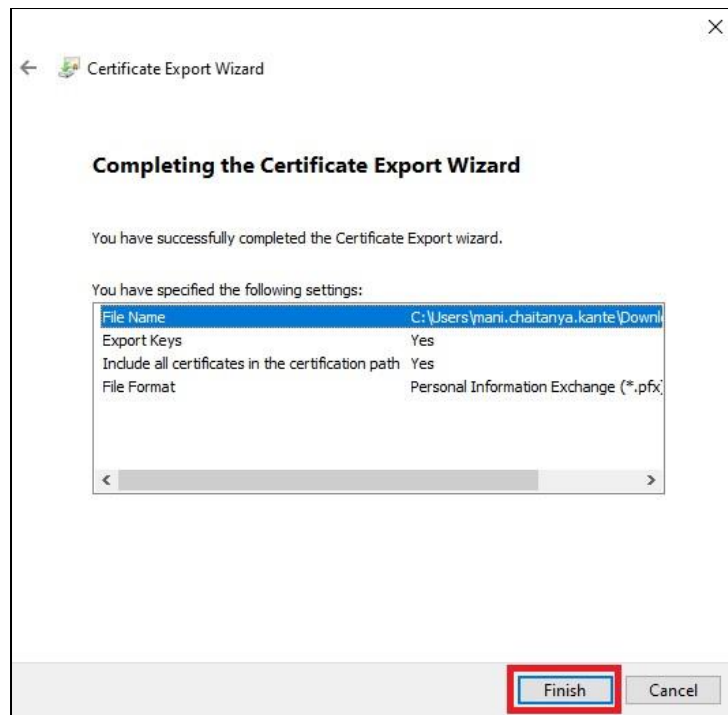 Certificate Export Wizard
Completing the Certificate Export Wizard
You have successfully completed the Certificate Export wizard.
You have specified the following settings:
File Name C:\Users\mani.chaitanya.kante\Downl
Export Keys Yes
Include all certificates in the certification path Yes
File Format Personal Information Exchange (*.pfx)
Finish Cancel